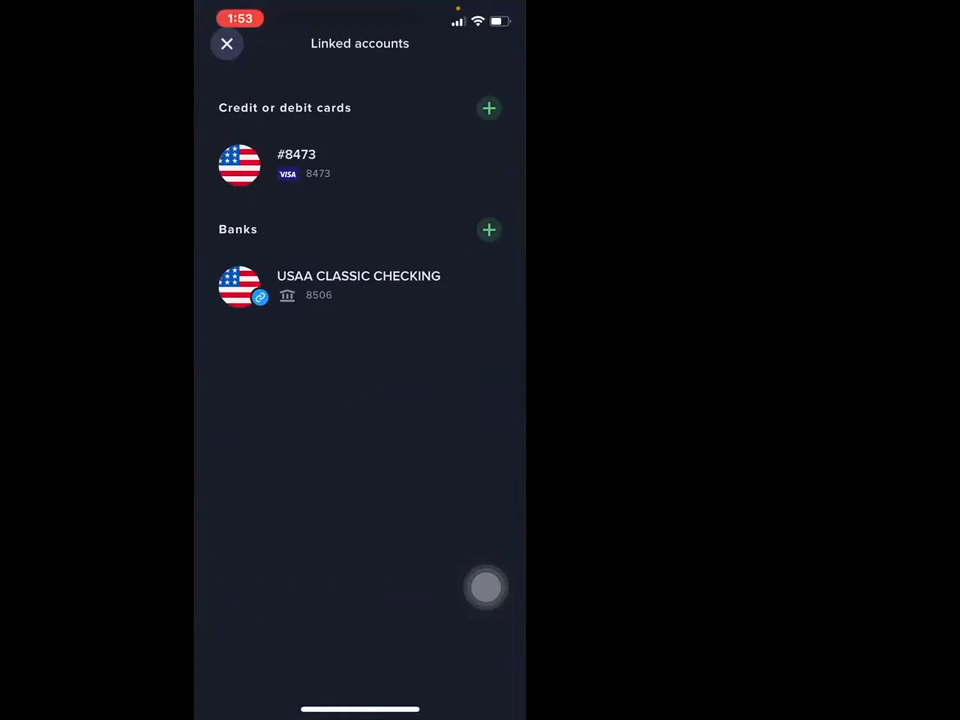 1:53
Linked accounts
Credit or debit cards
#8473
VISA 8473
Banks
USAA CLASSIC CHECKING
8506